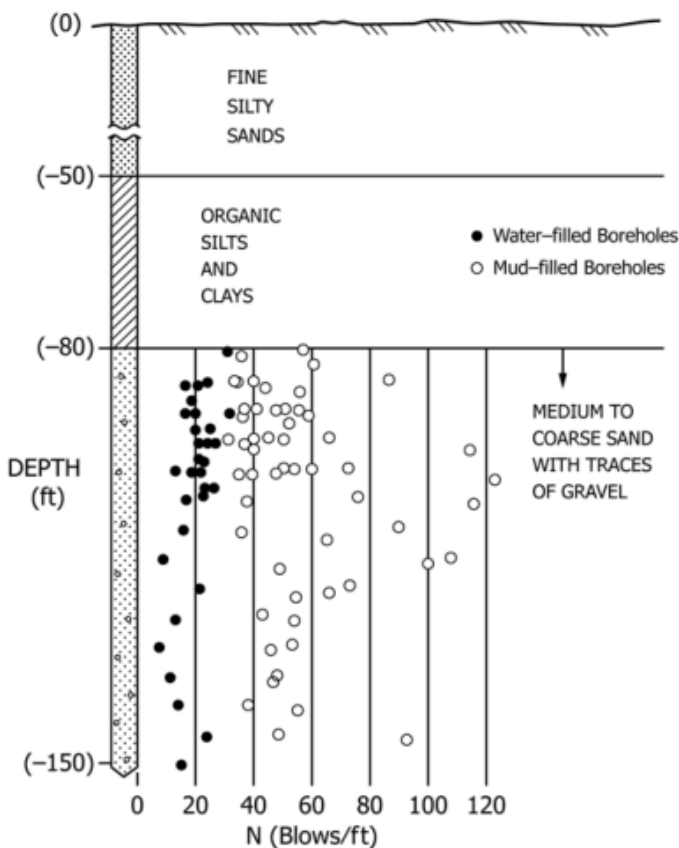 (0)
FINE
SILTY
SANDS
(–50)
ORGANIC
SILTS
AND
CLAYS
Water–filled Boreholes
Mud–filled Boreholes
(–80)
MEDIUM TO
COARSE SAND
WITH TRACES
OF GRAVEL
DEPTH
(ft)
(–150)
0 20 40 60 80 100 120
N (Blows/ft)